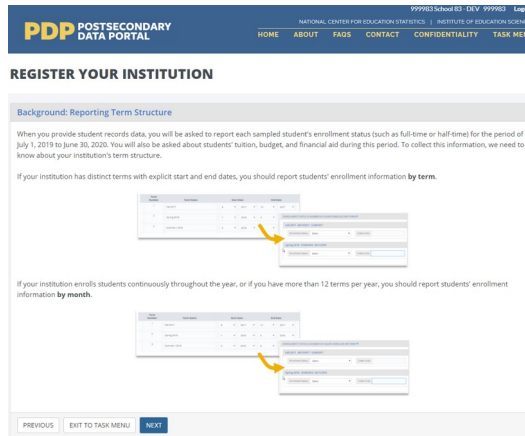 999983 School 83 - DEV 999983 Log
PDP POSTSECONDARY DATA PORTAL
NATIONAL CENTER FOR EDUCATION STATISTICS | INSTITUTE OF EDUCATION SCIEN
HOME ABOUT FAQS CONTACT CONFIDENTIALITY TASK ME
REGISTER YOUR INSTITUTION
Background: Reporting Term Structure
When you provide student records data, you will be asked to report each sampled student's enrollment status (such as full-time or half-time) for the period of
July 1, 2019 to June 30, 2020. You will also be asked about students' tuition, budget, and financial aid during this period. To collect this information, we need to
know about your institution's term structure.
If your institution has distinct terms with explicit start and end dates, you should report students' enrollment information by term.
If your institution enrolls students continuously throughout the year, or if you have more than 12 terms per year, you should report students' enrollment
information by month.
PREVIOUS EXIT TO TASK MENU NEXT